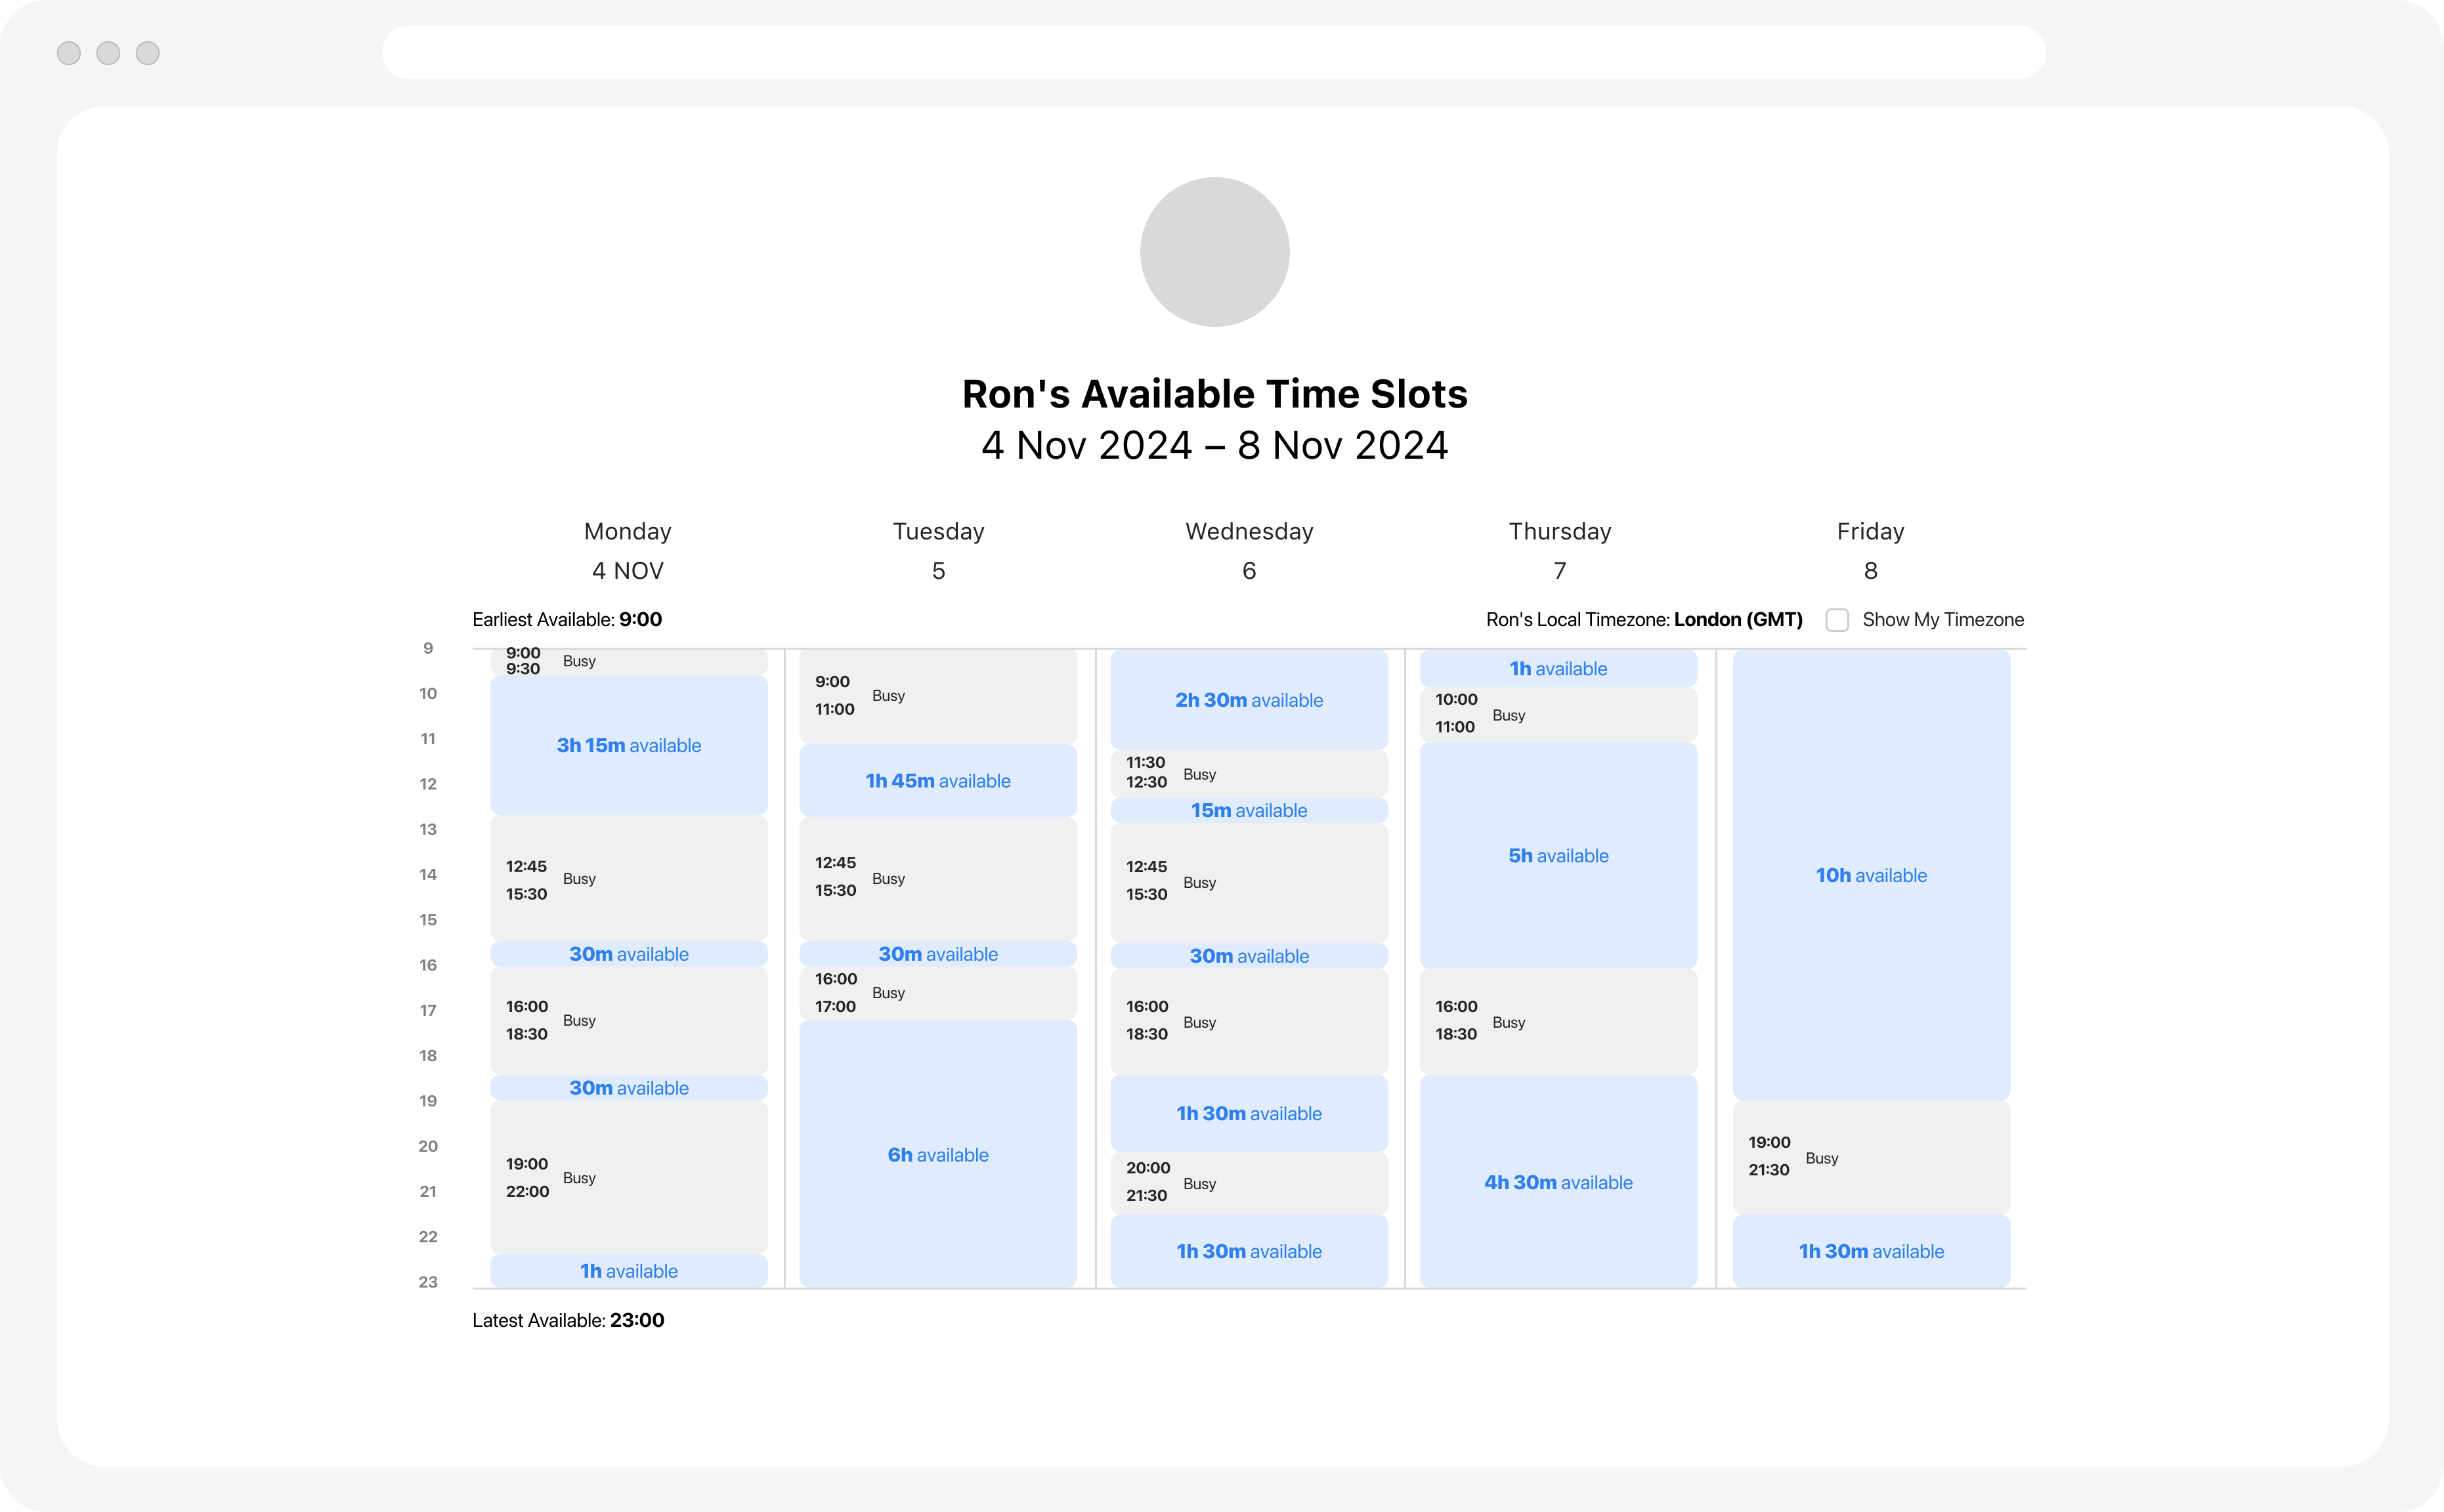 Ron's Available Time Slots
4 Nov 2024 – 8 Nov 2024
Monday
4 NOV
Tuesday
5
Wednesday
6
Thursday
7
Friday
8
Earliest Available: 9:00
Ron's Local Timezone: London (GMT)
Show My Timezone
9
10
11
12
13
14
15
16
17
18
19
20
21
22
23
9:00
9:30
Busy
3h 15m available
12:45
15:30
Busy
30m available
16:00
18:30
Busy
30m available
19:00
22:00
Busy
1h available
9:00
11:00
Busy
1h 45m available
12:45
15:30
Busy
30m available
16:00
17:00
Busy
6h available
2h 30m available
11:30
12:30
Busy
15m available
12:45
15:30
Busy
30m available
16:00
18:30
Busy
1h 30m available
20:00
21:30
Busy
1h 30m available
1h available
10:00
11:00
Busy
5h available
16:00
18:30
Busy
4h 30m available
10h available
19:00
21:30
Busy
1h 30m available
Latest Available: 23:00